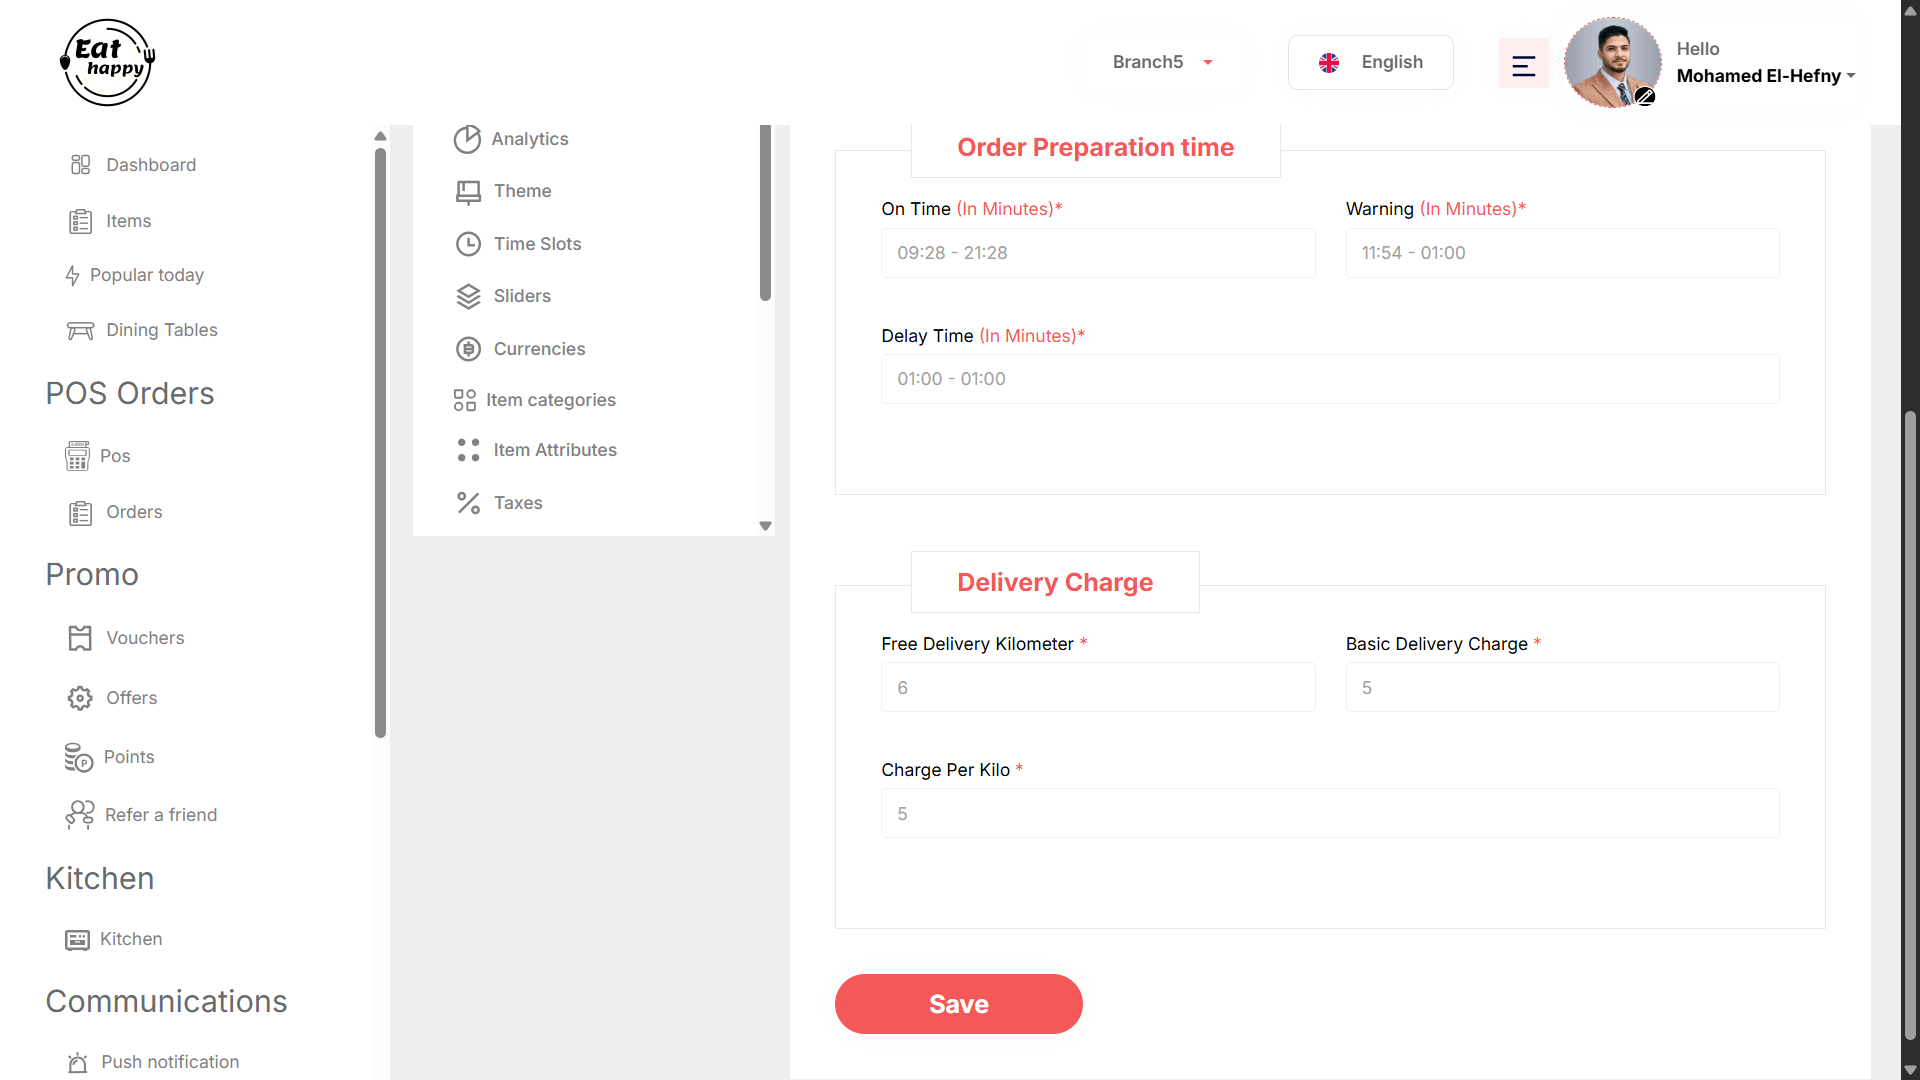 Eat
happy
Branch5
English
Hello
Mohamed El-Hefny
Dashboard
Items
Popular today
Dining Tables
POS Orders
Pos
Orders
Promo
Vouchers
Offers
Points
Refer a friend
Kitchen
Kitchen
Communications
Push notification
Analytics
Theme
Time Slots
Sliders
Currencies
Item categories
Item Attributes
Taxes
Order Preparation time
On Time (In Minutes)*
Warning (In Minutes)*
09:28 - 21:28
11:54 - 01:00
Delay Time (In Minutes)*
01:00 - 01:00
Delivery Charge
Free Delivery Kilometer *
Basic Delivery Charge *
6
5
Charge Per Kilo *
5
Save